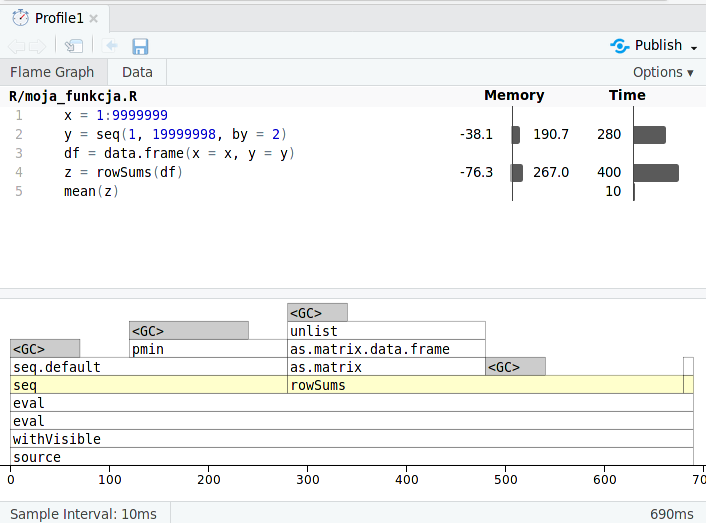 Profile1
Publish
Flame Graph Data Options ▾
R/moja_funkcja.R Memory Time
1 x = 1:9999999
2 y = seq(1, 19999998, by = 2) -38.1 190.7 280
3 df = data.frame(x = x, y = y)
4 z = rowSums(df) -76.3 267.0 400
5 mean(z) 10
<GC>
<GC> unlist
<GC> pmin as.matrix.data.frame
seq.default as.matrix <GC>
seq rowSums
eval
eval
withVisible
source
0 100 200 300 400 500 600 70
Sample Interval: 10ms 690ms